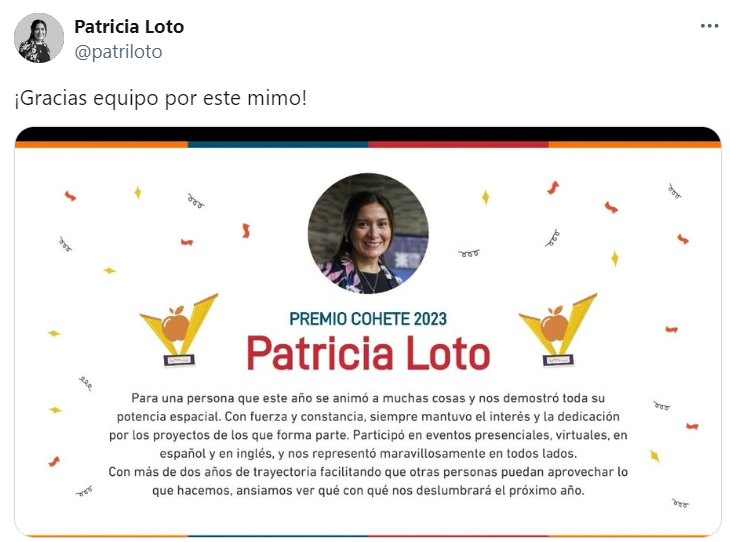 Patricia Loto
@patriloto
¡Gracias equipo por este mimo!
PREMIO COHETE 2023
Patricia Loto
Para una persona que este año se animó a muchas cosas y nos demostró toda su
potencia espacial. Con fuerza y constancia, siempre mantuvo el interés y la dedicación
por los proyectos de los que forma parte. Participó en eventos presenciales, virtuales, en
español y en inglés, y nos representó maravillosamente en todos lados.
Con más de dos años de trayectoria facilitando que otras personas puedan aprovechar lo
que hacemos, ansiamos ver qué con qué nos deslumbrará el próximo año.